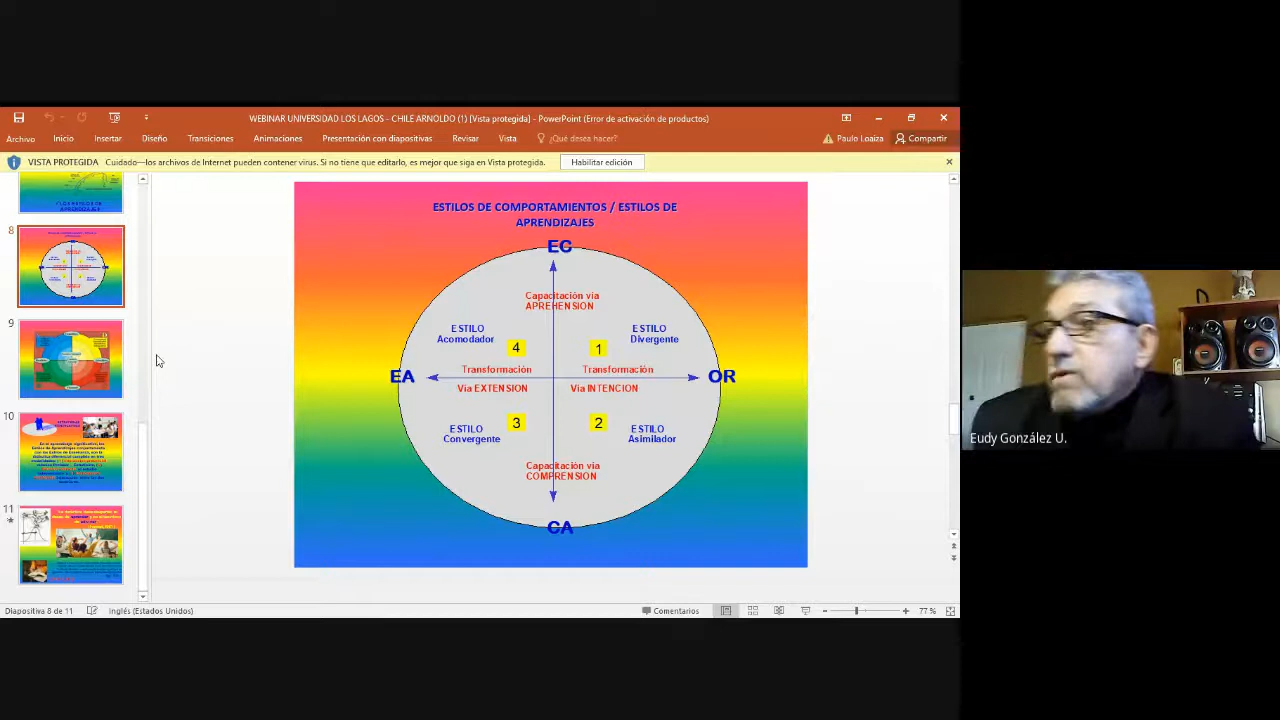 WEBINAR UNIVERSIDAD LOS LAGOS - CHILE ARNOLDO (1) [Vista protegida] - PowerPoint (Error de activación de productos)
Archivo Inicio Insertar Diseño Transiciones Animaciones Presentación con diapositivas Revisar Vista ¿Qué desea hacer? Paulo Loaiza Compartir
VISTA PROTEGIDA Cuidado—los archivos de Internet pueden contener virus. Si no tiene que editarlo, es mejor que siga en Vista protegida. Habilitar edición
8
9
10
11
ESTILOS DE COMPORTAMIENTOS / ESTILOS DE
APRENDIZAJES
EC
Capacitación via
APREHENSION
ESTILO
Acomodador
4
1
ESTILO
Divergente
EA
Transformación
Via EXTENSION
Transformación
Via INTENCION
OR
ESTILO
Convergente
3
2
ESTILO
Asimilador
Capacitación via
COMPRENSION
CA
Eudy González U.
Diapositiva 8 de 11 Inglés (Estados Unidos) Comentarios 77 %